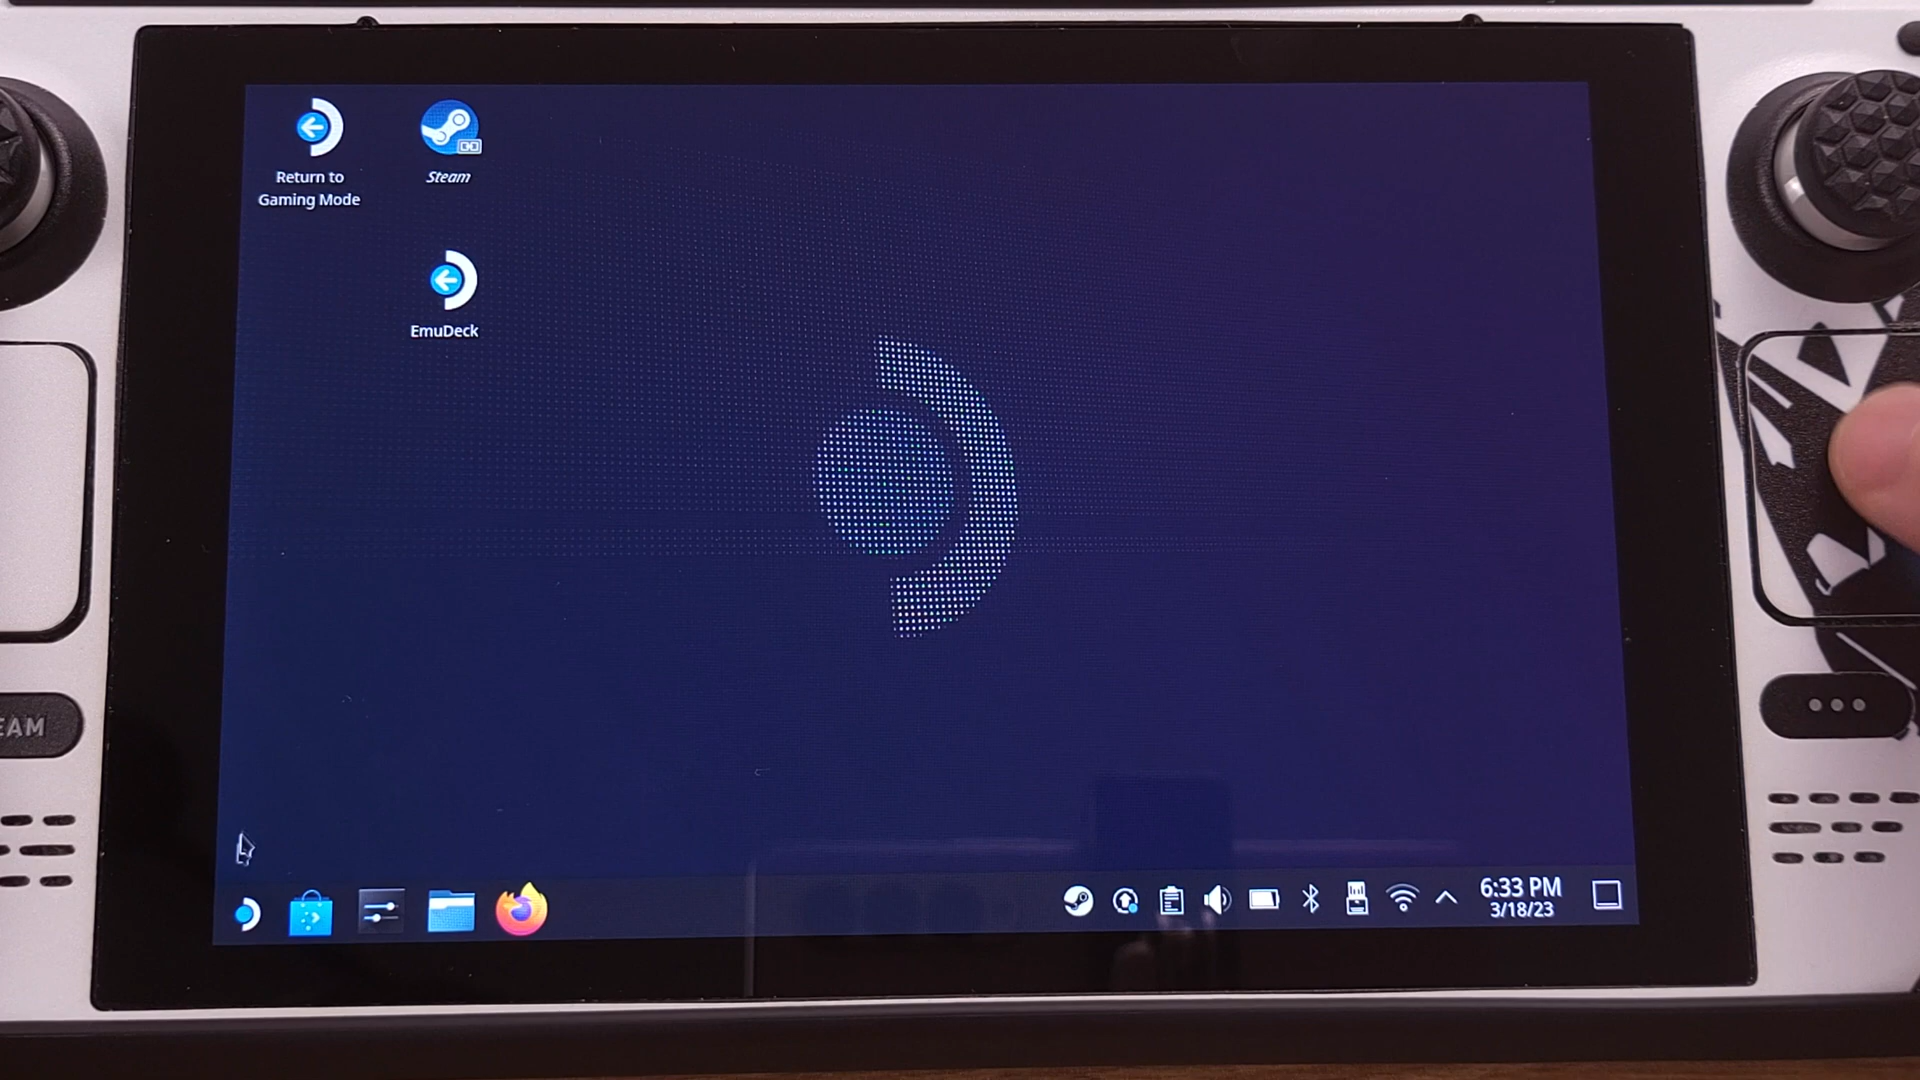 Return to
Gaming Mode
Steam
EmuDeck
EAM
6:33 PM
3/18/23